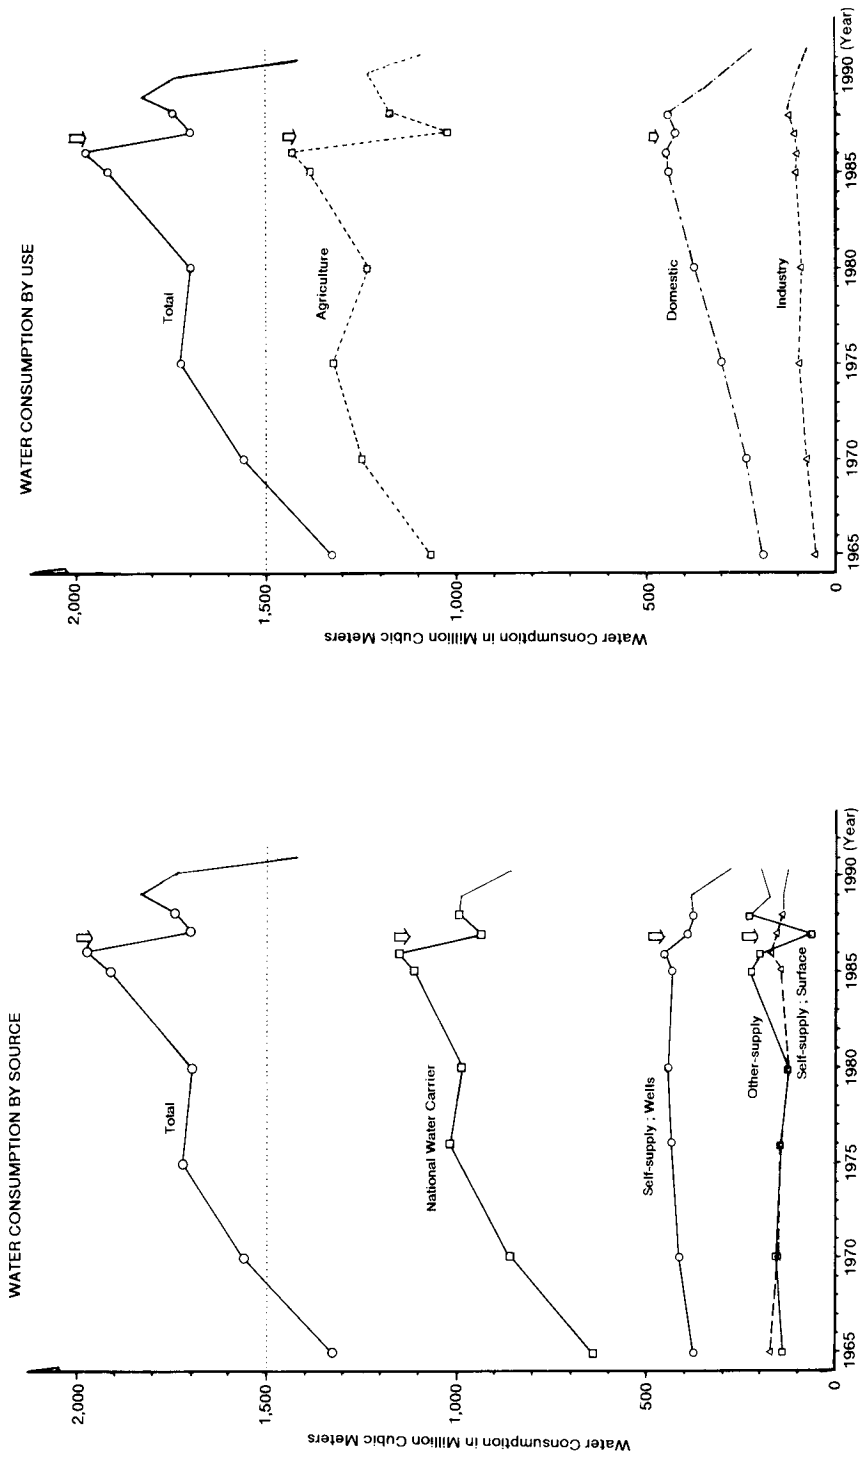 WATER CONSUMPTION BY SOURCE
Water Consumption in Million Cubic Meters
2,000
1,500
1,000
500
0
Total
National Water Carrier
Self-supply ; Wells
Other-supply
Self-supply ; Surface
1965 1970 1975 1980 1985 1990 (Year)
WATER CONSUMPTION BY USE
Water Consumption in Million Cubic Meters
2,000
1,500
1,000
500
0
Total
Agriculture
Domestic
Industry
1965 1970 1975 1980 1985 1990 (Year)